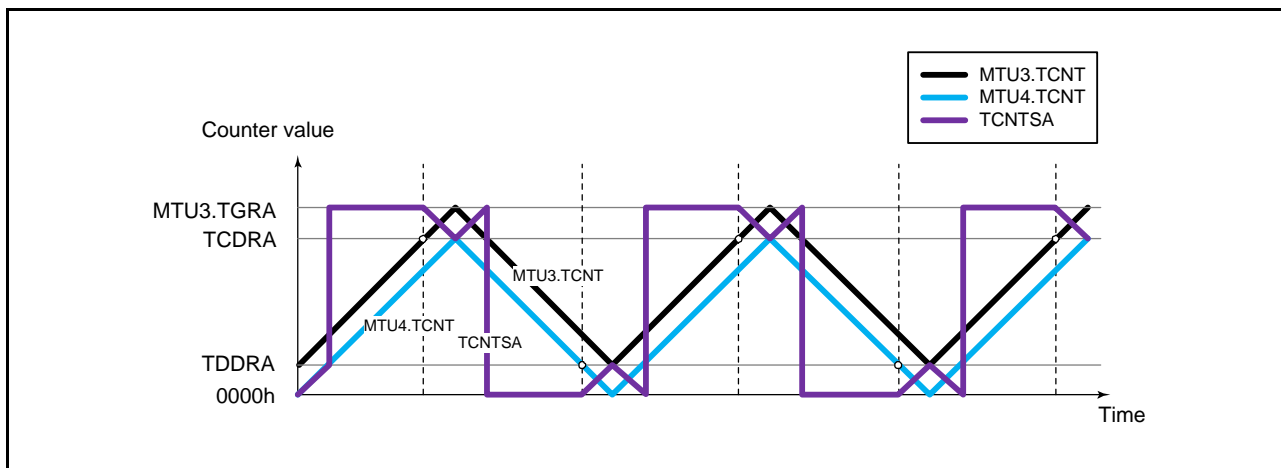 MTU3.TCNT
MTU4.TCNT
TCNTSA
Counter value
MTU3.TGRA
TCDRA
MTU3.TCNT
MTU4.TCNT
TCNTSA
TDDRA
0000h
Time